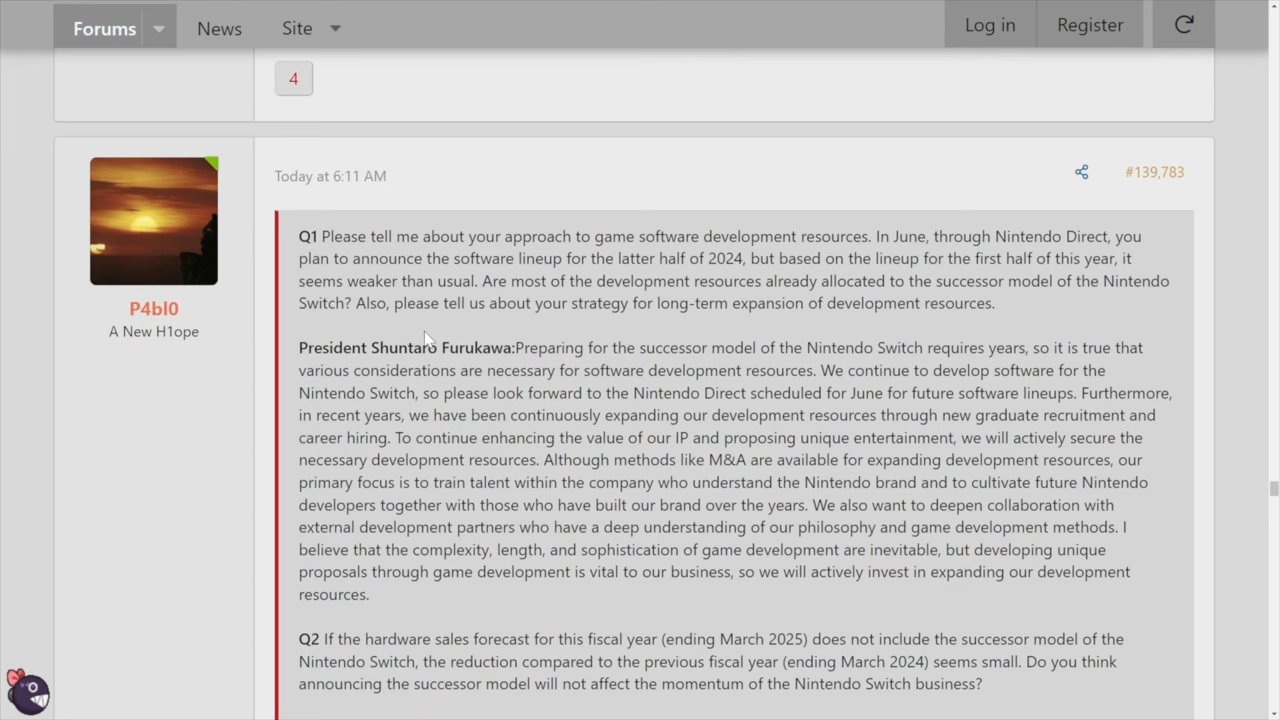 Forums
News
Site
Log in
Register
4
Today at 6:11 AM
#139,783
P4bl0
A New H1ope
Q1 Please tell me about your approach to game software development resources. In June, through Nintendo Direct, you
plan to announce the software lineup for the latter half of 2024, but based on the lineup for the first half of this year, it
seems weaker than usual. Are most of the development resources already allocated to the successor model of the Nintendo
Switch? Also, please tell us about your strategy for long-term expansion of development resources.
President Shuntaro Furukawa:Preparing for the successor model of the Nintendo Switch requires years, so it is true that
various considerations are necessary for software development resources. We continue to develop software for the
Nintendo Switch, so please look forward to the Nintendo Direct scheduled for June for future software lineups. Furthermore,
in recent years, we have been continuously expanding our development resources through new graduate recruitment and
career hiring. To continue enhancing the value of our IP and proposing unique entertainment, we will actively secure the
necessary development resources. Although methods like M&A are available for expanding development resources, our
primary focus is to train talent within the company who understand the Nintendo brand and to cultivate future Nintendo
developers together with those who have built our brand over the years. We also want to deepen collaboration with
external development partners who have a deep understanding of our philosophy and game development methods. I
believe that the complexity, length, and sophistication of game development are inevitable, but developing unique
proposals through game development is vital to our business, so we will actively invest in expanding our development
resources.
Q2 If the hardware sales forecast for this fiscal year (ending March 2025) does not include the successor model of the
Nintendo Switch, the reduction compared to the previous fiscal year (ending March 2024) seems small. Do you think
announcing the successor model will not affect the momentum of the Nintendo Switch business?